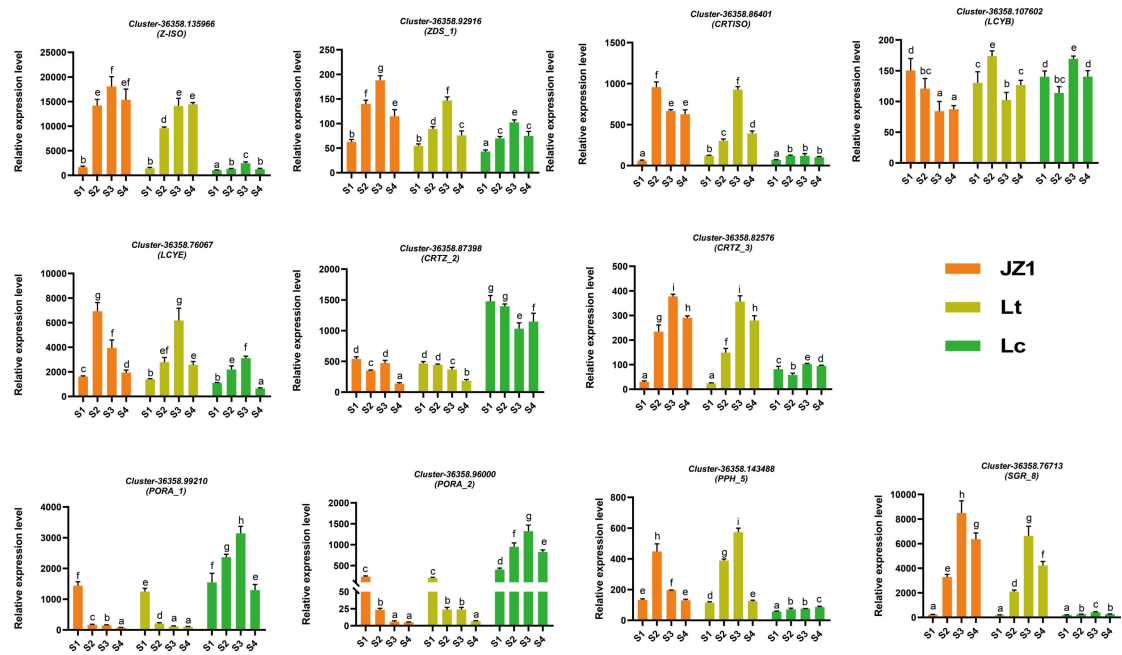 Cluster-36358.135966
(Z-ISO)
Relative expression level
25000
20000
15000
10000
5000
0
b e f ef b d e e a b c b
S1 S2 S3 S4 S1 S2 S3 S4 S1 S2 S3 S4
Cluster-36358.92916
(ZDS_1)
Relative expression level
250
200
150
100
50
0
b f g e b d f c a c e c
S1 S2 S3 S4 S1 S2 S3 S4 S1 S2 S3 S4
Cluster-36358.86401
(CRTISO)
Relative expression level
Relative expression level
1500
1000
500
0
a f e e b c f d a b b b
S1 S2 S3 S4 S1 S2 S3 S4 S1 S2 S3 S4
Cluster-36358.107602
(LCYB)
Relative expression level
200
150
100
50
0
d bc a a b e b c d bc e d
S1 S2 S3 S4 S1 S2 S3 S4 S1 S2 S3 S4
Cluster-36358.76067
(LCYE)
Relative expression level
10000
8000
6000
4000
2000
0
c g f d c ef g e b e f a
S1 S2 S3 S4 S1 S2 S3 S4 S1 S2 S3 S4
Cluster-36358.87398
(CRTZ_2)
Relative expression level
2000
1500
1000
500
0
d c d a d d c b g g e f
S1 S2 S3 S4 S1 S2 S3 S4 S1 S2 S3 S4
Cluster-36358.82576
(CRTZ_3)
Relative expression level
500
400
300
200
100
0
a g i h a f i h c b e d
S1 S2 S3 S4 S1 S2 S3 S4 S1 S2 S3 S4
JZ1
Lt
Lc
Cluster-36358.99210
(PORA_1)
Relative expression level
4000
3000
2000
1000
0
f c b a e c a a f g h e
S1 S2 S3 S4 S1 S2 S3 S4 S1 S2 S3 S4
Cluster-36358.96000
(PORA_2)
Relative expression level
2000
1500
1000
500
50
25
0
c b a a c b b a d f g e
S1 S2 S3 S4 S1 S2 S3 S4 S1 S2 S3 S4
Cluster-36358.143488
(PPH_5)
Relative expression level
800
600
400
200
0
e h f e d g i e a b b c
S1 S2 S3 S4 S1 S2 S3 S4 S1 S2 S3 S4
Cluster-36358.76713
(SGR_8)
Relative expression level
10000
8000
6000
4000
2000
0
a e h g a d g f a b c b
S1 S2 S3 S4 S1 S2 S3 S4 S1 S2 S3 S4